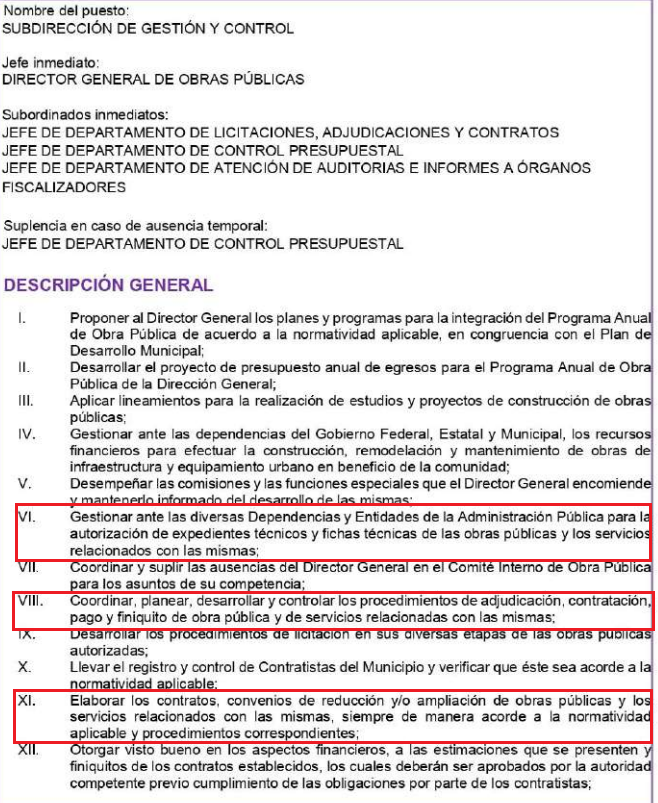 Nombre del puesto:
SUBDIRECCIÓN DE GESTIÓN Y CONTROL
Jefe inmediato:
DIRECTOR GENERAL DE OBRAS PÚBLICAS
Subordinados inmediatos:
JEFE DE DEPARTAMENTO DE LICITACIONES, ADJUDICACIONES Y CONTRATOS
JEFE DE DEPARTAMENTO DE CONTROL PRESUPUESTAL
JEFE DE DEPARTAMENTO DE ATENCIÓN DE AUDITORIAS E INFORMES A ÓRGANOS
FISCALIZADORES
Suplencia en caso de ausencia temporal:
JEFE DE DEPARTAMENTO DE CONTROL PRESUPUESTAL
DESCRIPCIÓN GENERAL
I. Proponer al Director General los planes y programas para la integración del Programa Anual
de Obra Pública de acuerdo a la normatividad aplicable, en congruencia con el Plan de
Desarrollo Municipal;
II. Desarrollar el proyecto de presupuesto anual de egresos para el Programa Anual de Obra
Pública de la Dirección General;
III. Aplicar lineamientos para la realización de estudios y proyectos de construcción de obras
públicas;
IV. Gestionar ante las dependencias del Gobierno Federal, Estatal y Municipal, los recursos
financieros para efectuar la construcción, remodelación y mantenimiento de obras de
infraestructura y equipamiento urbano en beneficio de la comunidad;
V. Desempeñar las comisiones y las funciones especiales que el Director General encomiende
y mantenerlo informado del desarrollo de las mismas;
VI. Gestionar ante las diversas Dependencias y Entidades de la Administración Pública para la
autorización de expedientes técnicos y fichas técnicas de las obras públicas y los servicios
relacionados con las mismas;
VII. Coordinar y suplir las ausencias del Director General en el Comité Interno de Obra Pública
para los asuntos de su competencia;
VIII. Coordinar, planear, desarrollar y controlar los procedimientos de adjudicación, contratación,
pago y finiquito de obra pública y de servicios relacionadas con las mismas;
IX. Desarrollar los procedimientos de licitación en sus diversas etapas de las obras públicas
autorizadas;
X. Llevar el registro y control de Contratistas del Municipio y verificar que éste sea acorde a la
normatividad aplicable;
XI. Elaborar los contratos, convenios de reducción y/o ampliación de obras públicas y los
servicios relacionados con las mismas, siempre de manera acorde a la normatividad
aplicable y procedimientos correspondientes;
XII. Otorgar visto bueno en los aspectos financieros, a las estimaciones que se presenten y
finiquitos de los contratos establecidos, los cuales deberán ser aprobados por la autoridad
competente previo cumplimiento de las obligaciones por parte de los contratistas;